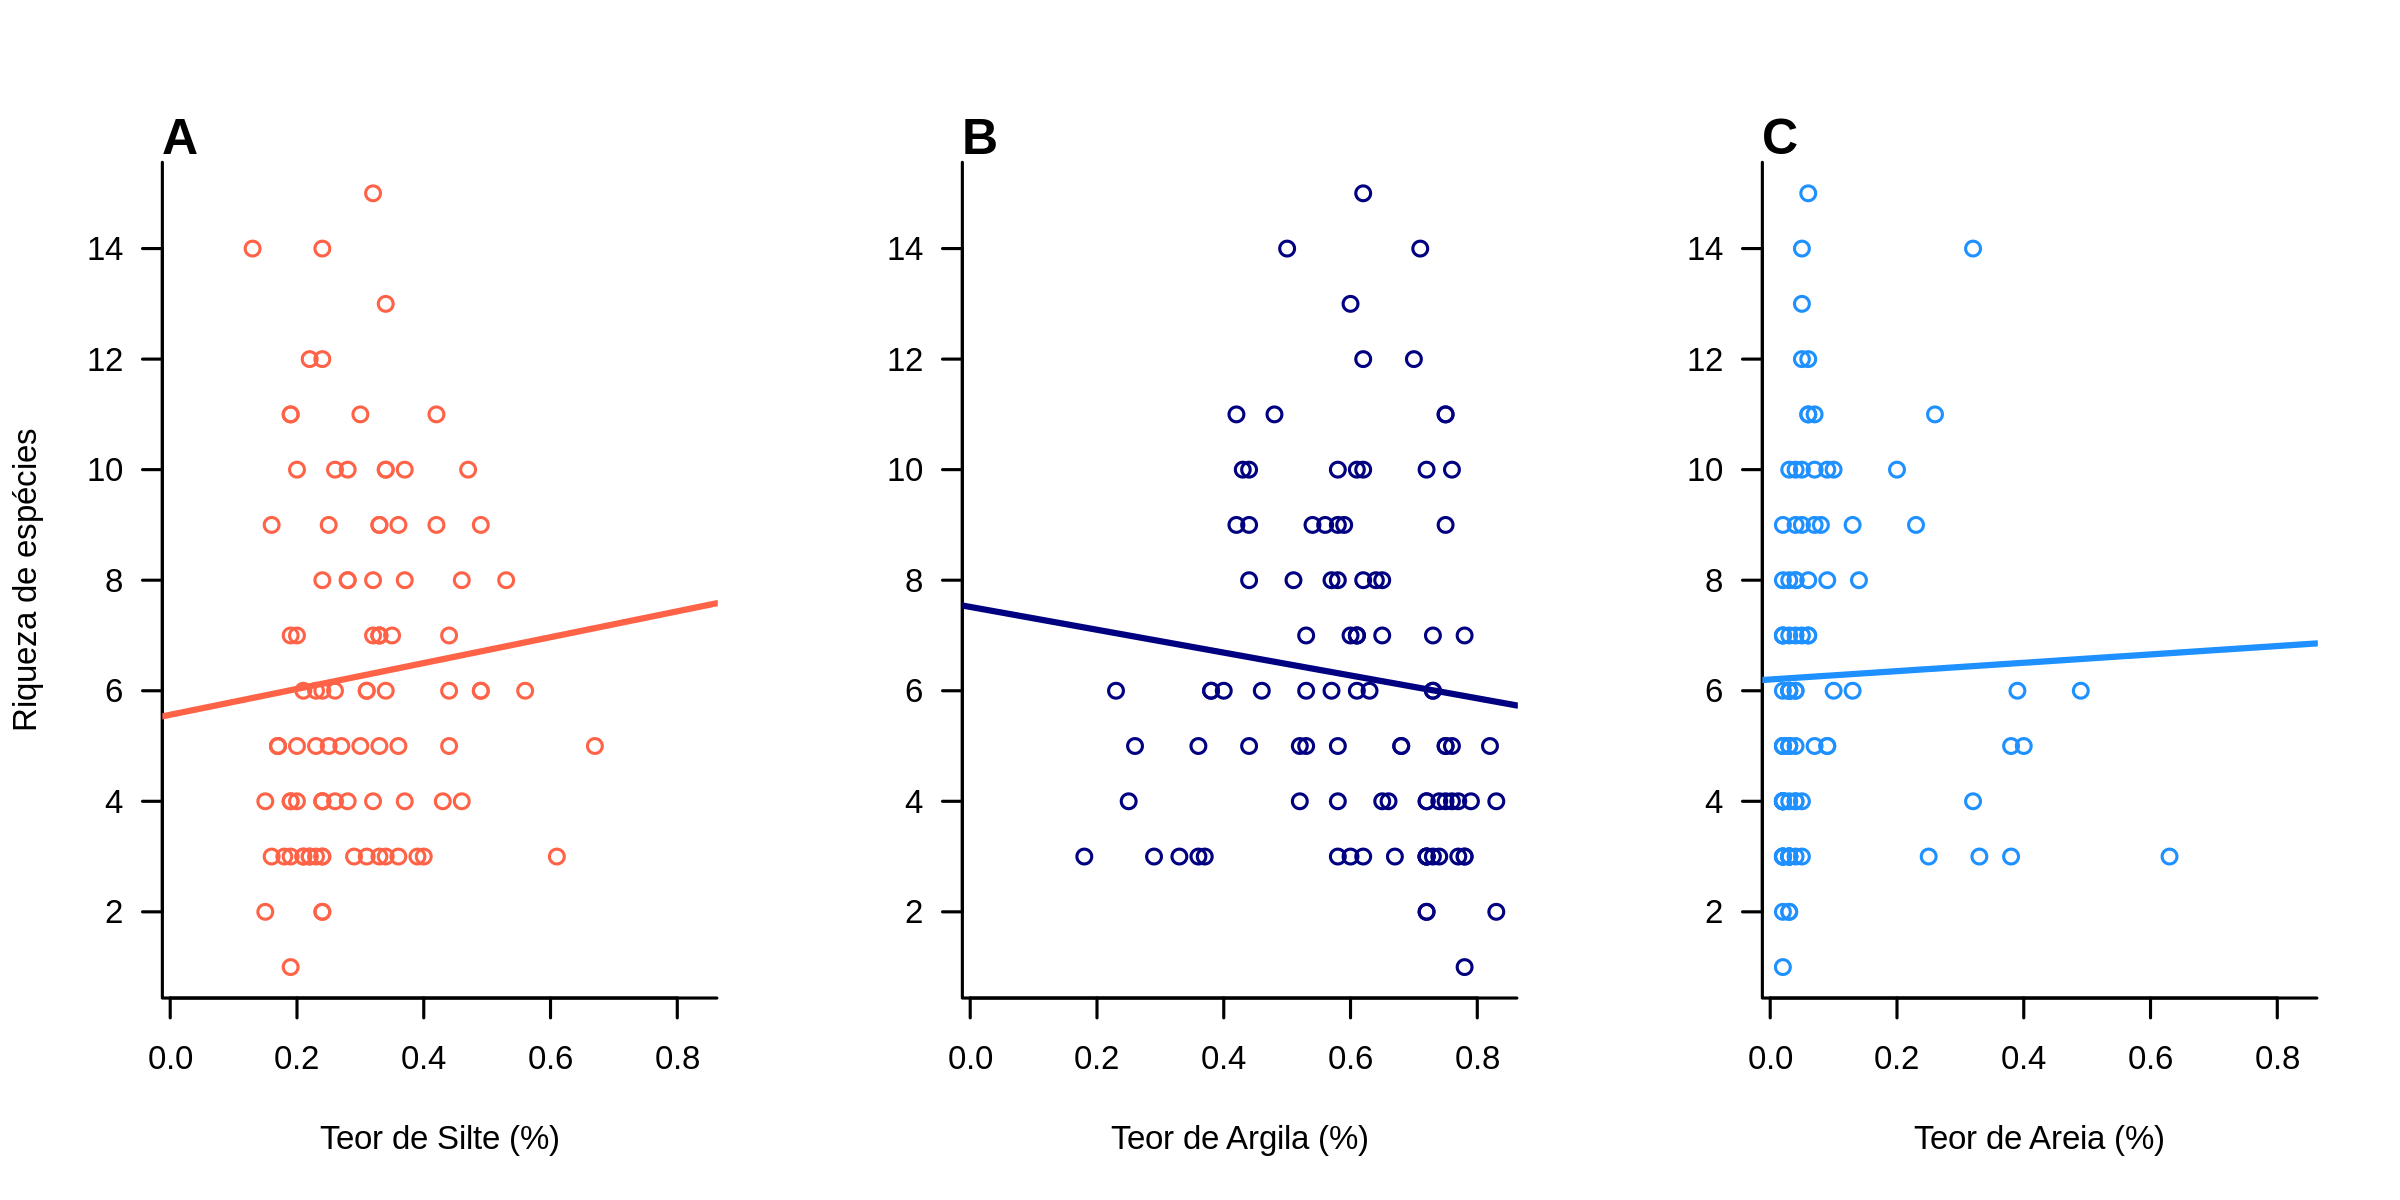 A
B
C
Riqueza de espécies
14 14 14
12 12 12
10 10 10
8 8 8
6 6 6
4 4 4
2 2 2
0.0 0.2 0.4 0.6 0.8 0.0 0.2 0.4 0.6 0.8 0.0 0.2 0.4 0.6 0.8
Teor de Silte (%)
Teor de Argila (%)
Teor de Areia (%)